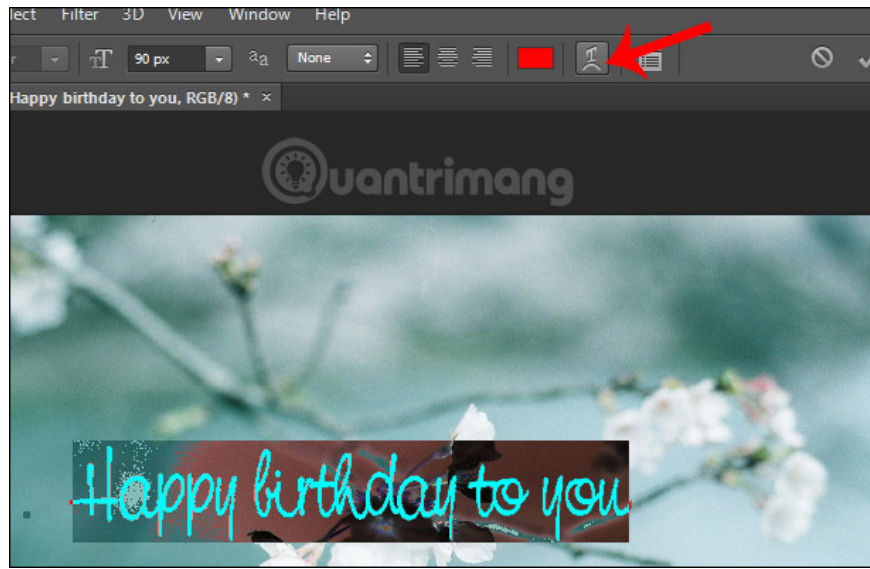 Filter 3D View Window Help
90 px None
Happy birthday to you, RGB/8) * ×
Quantrimang
Happy birthday to you